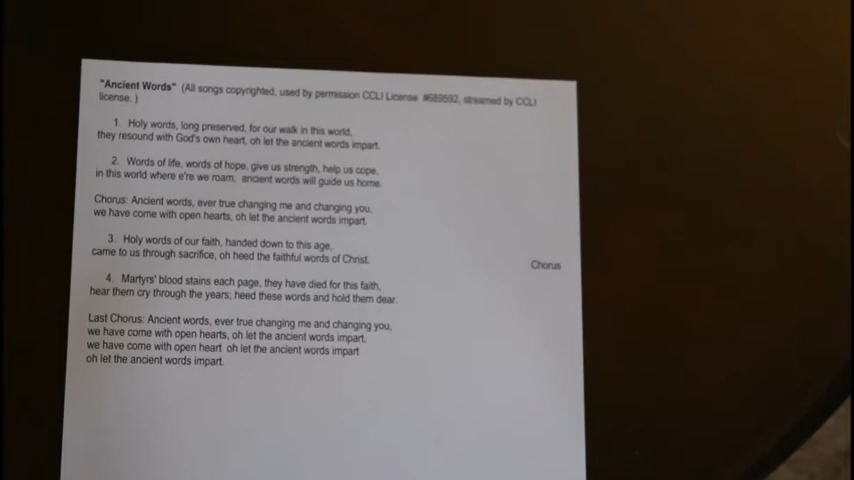 "Ancient Words" (All songs copyrighted, used by permission CCLI License #689592, streamed by CCLI
license. )
1. Holy words, long preserved, for our walk in this world,
they resound with God's own heart, oh let the ancient words impart.
2. Words of life, words of hope, give us strength, help us cope,
in this world where e're we roam, ancient words will guide us home.
Chorus: Ancient words, ever true changing me and changing you,
we have come with open hearts, oh let the ancient words impart.
3. Holy words of our faith, handed down to this age,
came to us through sacrifice, oh heed the faithful words of Christ.
Chorus
4. Martyrs' blood stains each page, they have died for this faith,
hear them cry through the years; heed these words and hold them dear.
Last Chorus: Ancient words, ever true changing me and changing you,
we have come with open hearts, oh let the ancient words impart.
we have come with open heart oh let the ancient words impart
oh let the ancient words impart.